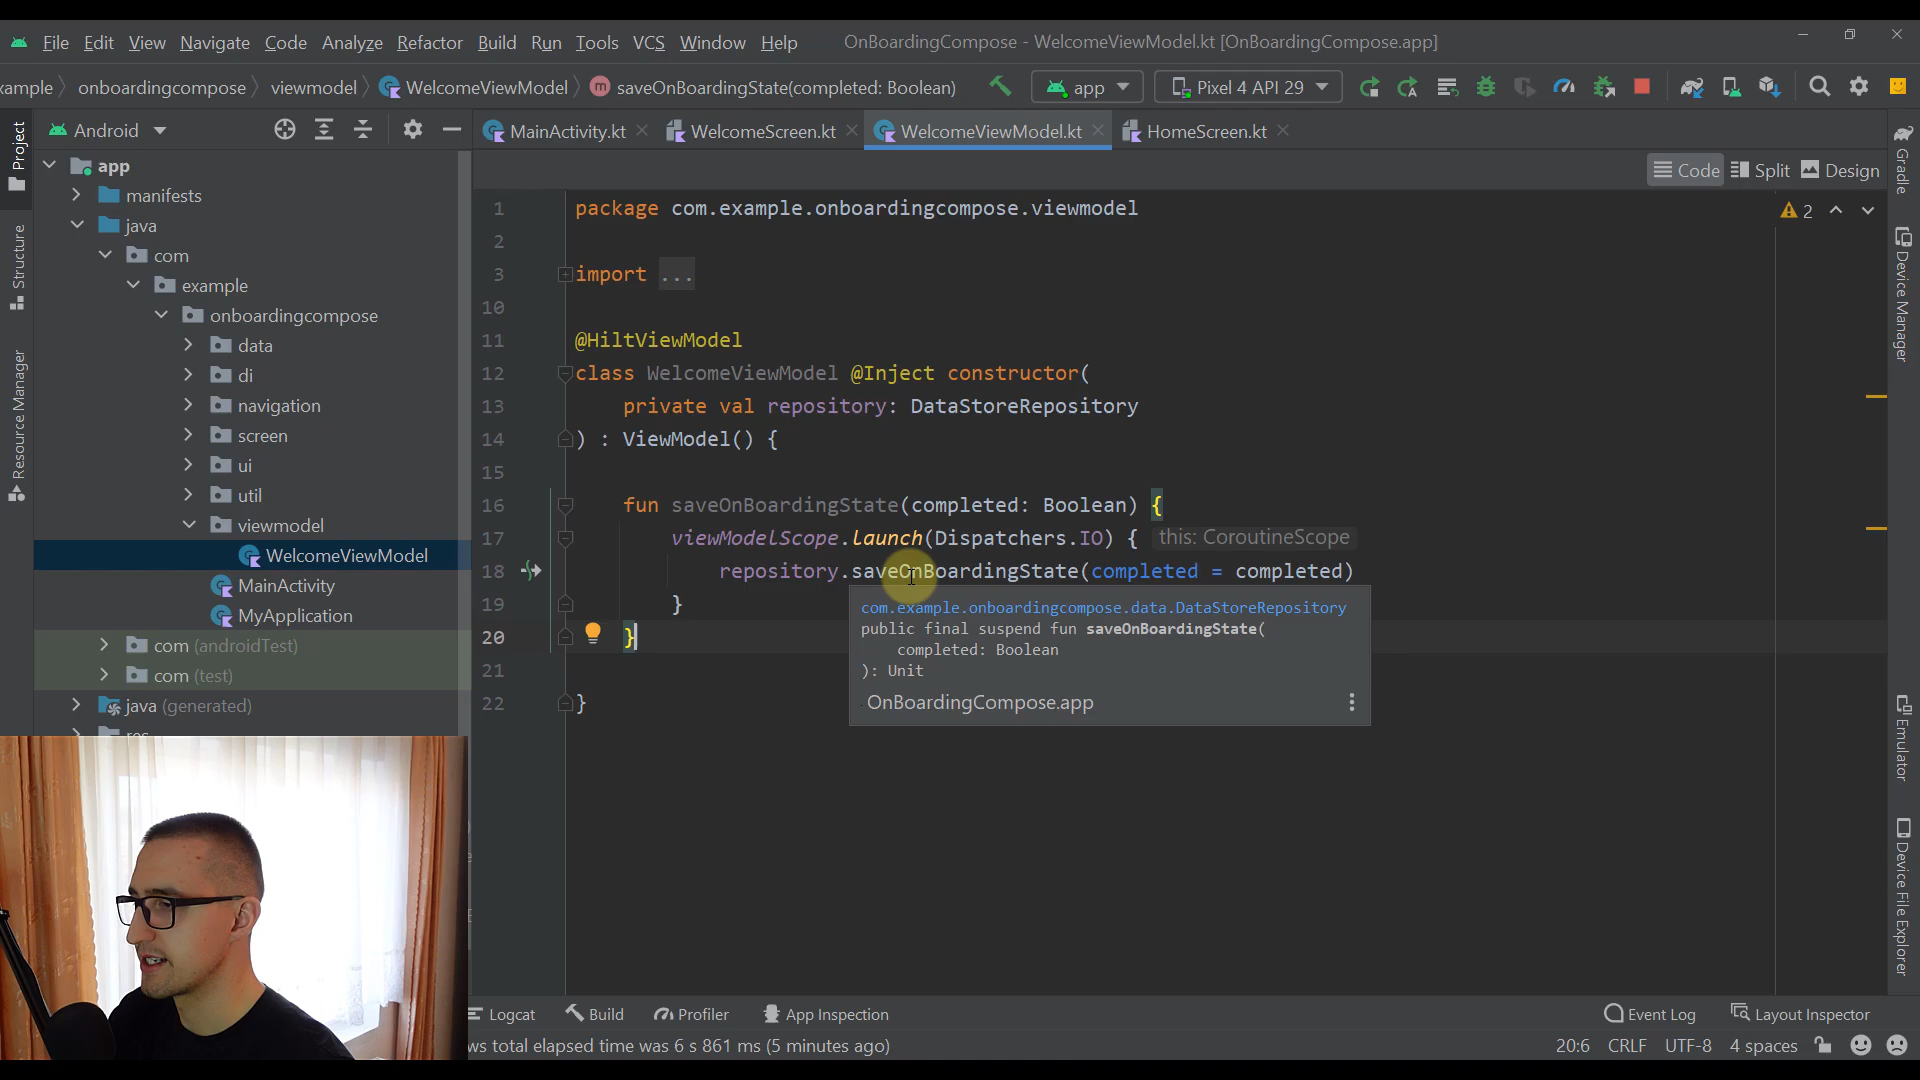 File Edit View Navigate Code Analyze Refactor Build Run Tools VCS Window Help OnBoardingCompose - WelcomeViewModel.kt [OnBoardingCompose.app]
xample onboardingcompose viewmodel WelcomeViewModel m saveOnBoardingState(completed: Boolean) app Pixel 4 API 29
Android
MainActivity.kt WelcomeScreen.kt WelcomeViewModel.kt HomeScreen.kt
Code Split Design
Project
Structure
Resource Manager
app
manifests
java
com
example
onboardingcompose
data
di
navigation
screen
ui
util
viewmodel
WelcomeViewModel
MainActivity
MyApplication
com (androidTest)
com (test)
java (generated)
res
1 package com.example.onboardingcompose.viewmodel
2
3 import ...
10
11 @HiltViewModel
12 class WelcomeViewModel @Inject constructor(
13 private val repository: DataStoreRepository
14 ) : ViewModel() {
15
16 fun saveOnBoardingState(completed: Boolean) {
17 viewModelScope.launch(Dispatchers.IO) { this: CoroutineScope
18 repository.saveOnBoardingState(completed = completed)
19 }
20 }
21
22 }
com.example.onboardingcompose.data.DataStoreRepository
public final suspend fun saveOnBoardingState(
completed: Boolean
): Unit
OnBoardingCompose.app
2
Gradle
Device Manager
Emulator
Device File Explorer
Logcat Build Profiler App Inspection Event Log Layout Inspector
ws total elapsed time was 6 s 861 ms (5 minutes ago) 20:6 CRLF UTF-8 4 spaces